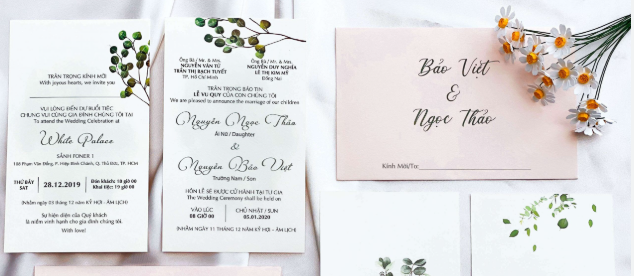 TRÂN TRỌNG KÍNH MỜI
With joyous hearts, we invite you
VUI LÒNG ĐẾN DỰ BUỔI TIỆC
CHUNG VUI CÙNG GIA ĐÌNH CHÚNG TÔI TẠI
To attend the Wedding Celebration at
White Palace
SẢNH FONER 1
108 Phạm Văn Đồng, P. Hiệp Bình Chánh, Q. Thủ Đức, TP. HCM
THỨ BẢY
SAT
28.12.2019
Đón khách: 18 giờ 00
Khai tiệc: 19 giờ 00
(Nhằm ngày 03 tháng 12 năm KỶ HỢI - ÂM LỊCH)
Sự hiện diện của Quý khách
là niềm vinh hạnh cho gia đình chúng tôi.
With love!
Ông Bà / Mr. & Mrs.
NGUYỄN VĂN TƯ
TRẦN THỊ BẠCH TUYẾT
TP. Hồ Chí Minh
Ông Bà / Mr. & Mrs.
NGUYỄN DUY NGHĨA
LÊ THỊ KIM MỸ
Đồng Nai
TRÂN TRỌNG BÁO TIN
LỄ VU QUY CỦA CON CHÚNG TÔI
We are pleased to announce the marriage of our children
Nguyễn Ngọc Thảo
Út Nữ / Daughter
&
Nguyễn Bảo Việt
Trưởng Nam / Son
HÔN LỄ SẼ ĐƯỢC CỬ HÀNH TẠI TƯ GIA
The Wedding Ceremony shall be held on
VÀO LÚC
08 GIỜ 00
CHỦ NHẬT / SUN
05.01.2020
(NHẰM NGÀY 11 THÁNG 12 NĂM KỶ HỢI - ÂM LỊCH)
Bảo Việt
&
Ngọc Thảo
Kính Mời/To: